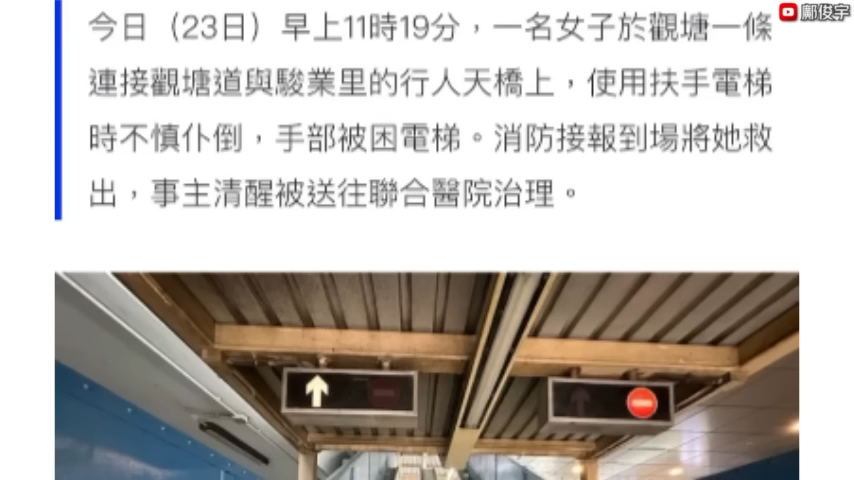 鄺俊宇
今日（23日）早上11時19分，一名女子於觀塘一條
連接觀塘道與駿業里的行人天橋上，使用扶手電梯
時不慎仆倒，手部被困電梯。消防接報到場將她救
出，事主清醒被送往聯合醫院治理。